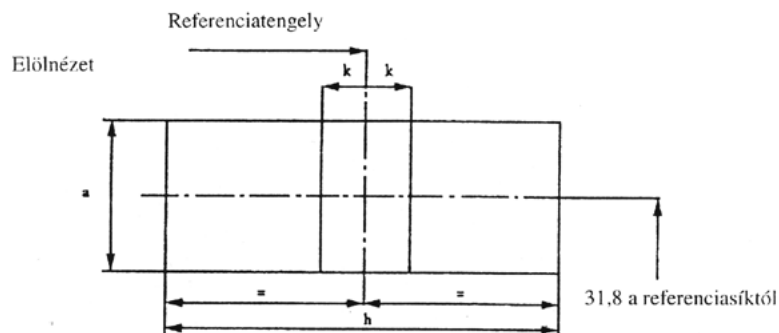 Referenciatengely
Elölnézet
k k
a
31,8 a referenciasíktól
= =
h